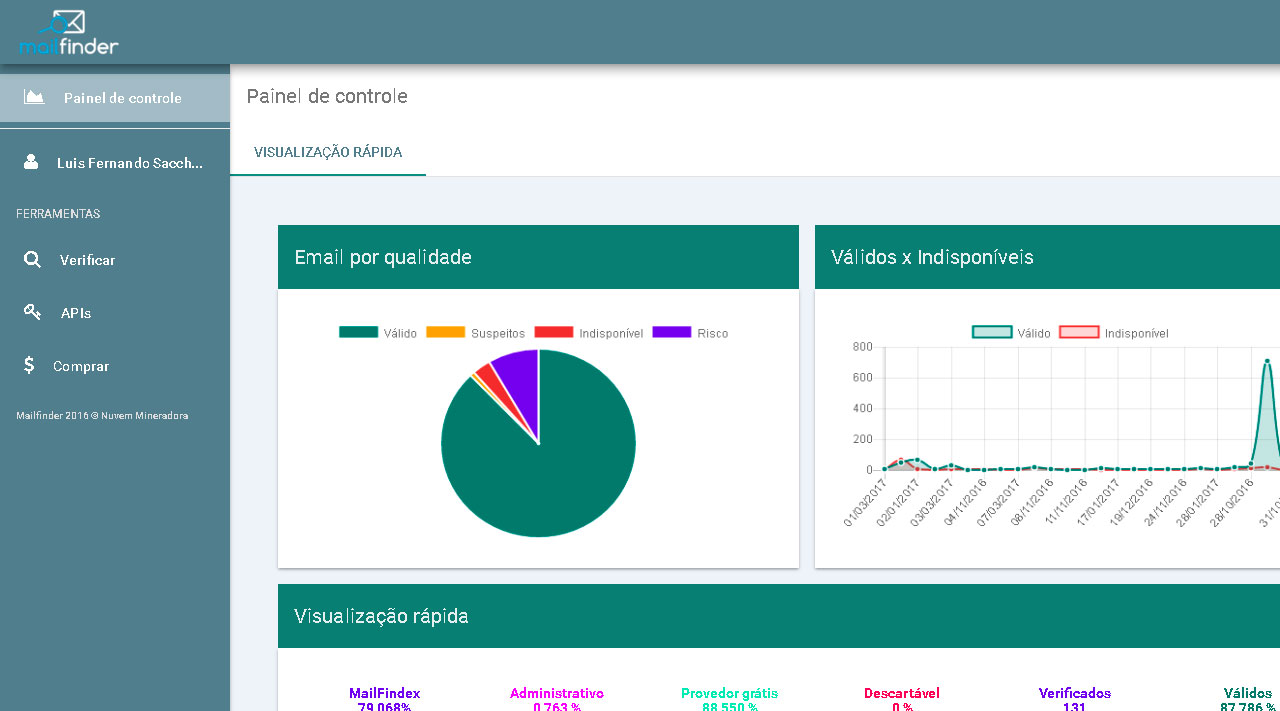 mailfinder
Painel de controle
Luis Fernando Sacch...
FERRAMENTAS
Verificar
APIs
Comprar
Mailfinder 2016 © Nuvem Mineradora
Painel de controle
VISUALIZAÇÃO RÁPIDA
Email por qualidade
Válido Suspeitos Indisponível Risco
Válidos x Indisponíveis
Válido Indisponível
800
600
400
200
0
01/03/2017 02/01/2017 03/03/2017 04/11/2016 07/03/2017 08/11/2016 11/11/2016 17/01/2017 19/12/2016 24/11/2016 28/01/2017 28/10/2016 31/10
Visualização rápida
MailFindex Administrativo Provedor grátis Descartável Verificados Válidos
79.068% 0.763 % 88.550 % 0 % 131 87.786 %